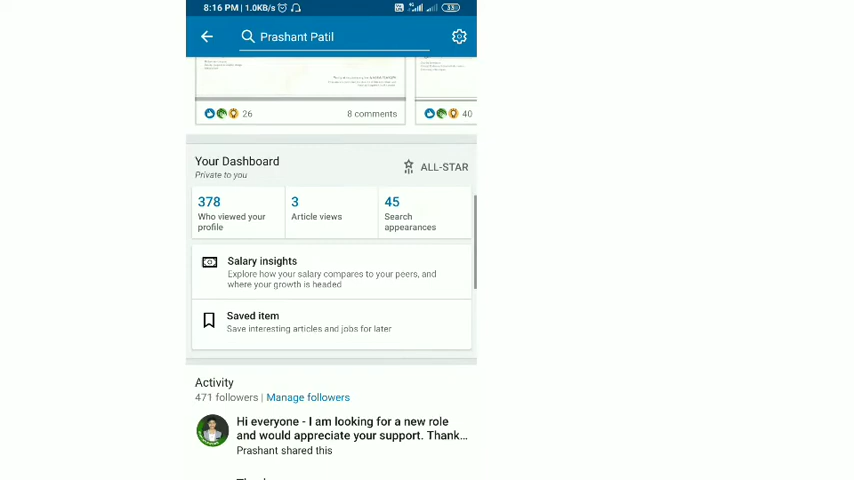 8:16 PM | 1.0KB/s
33
Prashant Patil
26
8 comments
40
Your Dashboard
Private to you
ALL-STAR
378
Who viewed your
profile
3
Article views
45
Search
appearances
Salary insights
Explore how your salary compares to your peers, and
where your growth is headed
Saved item
Save interesting articles and jobs for later
Activity
471 followers | Manage followers
Hi everyone - I am looking for a new role
and would appreciate your support. Thank...
Prashant shared this